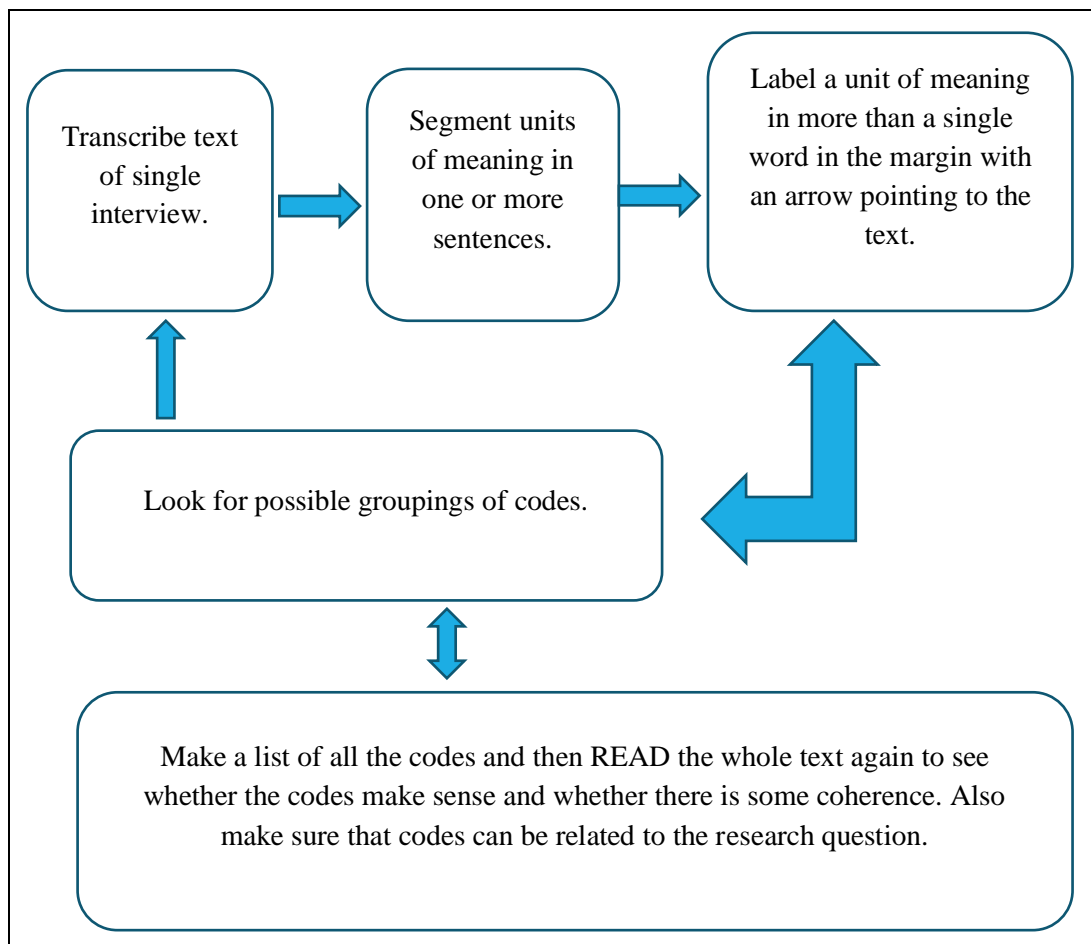 Transcribe text
of single
interview.
Segment units
of meaning in
one or more
sentences.
Label a unit of meaning
in more than a single
word in the margin with
an arrow pointing to the
text.
Look for possible groupings of codes.
Make a list of all the codes and then READ the whole text again to see
whether the codes make sense and whether there is some coherence. Also
make sure that codes can be related to the research question.